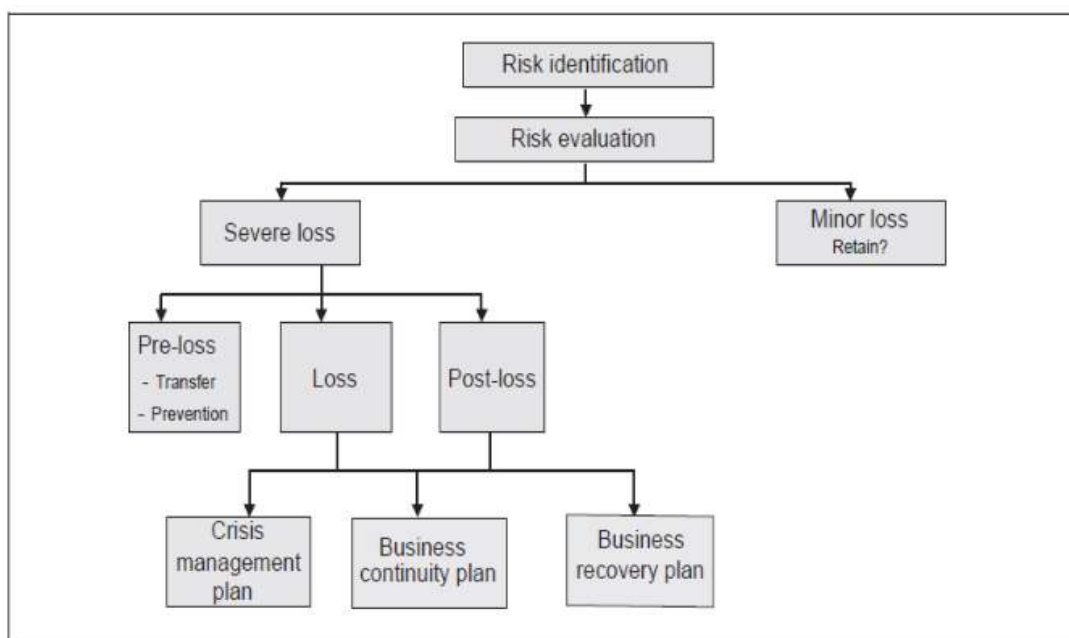 Risk identification
Risk evaluation
Severe loss
Minor loss
Retain?
Pre-loss
- Transfer
- Prevention
Loss
Post-loss
Crisis
management
plan
Business
continuity plan
Business
recovery plan